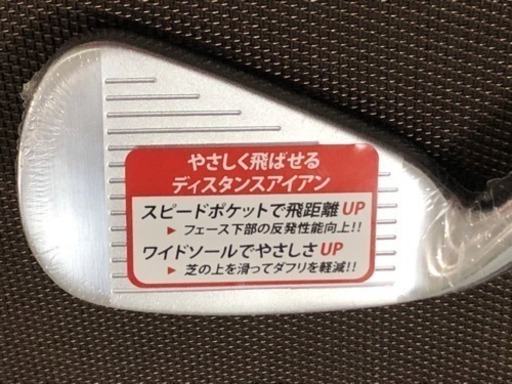 やさしく飛ばせる
ディスタンスアイアン
スピードポケットで飛距離UP
▶ フェース下部の反発性能向上!!
ワイドソールでやさしさUP
▶ 芝の上を滑ってダフリを軽減!!